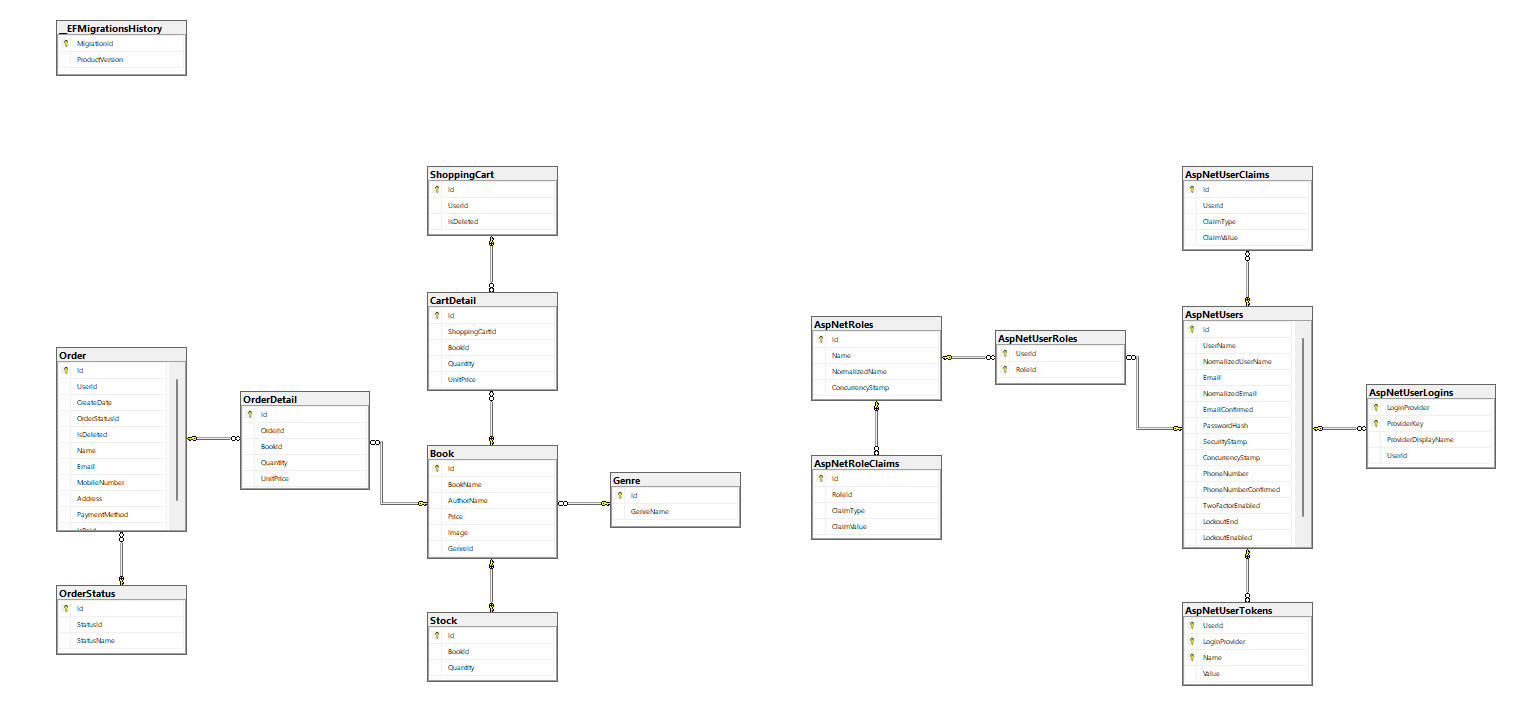 __EFMigrationsHistory
MigrationId
ProductVersion
ShoppingCart
Id
UserId
IsDeleted
CartDetail
Id
ShoppingCartId
BookId
Quantity
UnitPrice
Order
Id
UserId
CreateDate
OrderStatusId
IsDeleted
Name
Email
MobileNumber
Address
PaymentMethod
OrderDetail
Id
OrderId
BookId
Quantity
UnitPrice
Book
Id
BookName
AuthorName
Price
Image
GenreId
Genre
Id
GenreName
OrderStatus
Id
StatusId
StatusName
Stock
Id
BookId
Quantity
AspNetRoles
Id
Name
NormalizedName
ConcurrencyStamp
AspNetUserRoles
UserId
RoleId
AspNetRoleClaims
Id
RoleId
ClaimType
ClaimValue
AspNetUserClaims
Id
UserId
ClaimType
ClaimValue
AspNetUsers
Id
UserName
NormalizedUserName
Email
NormalizedEmail
EmailConfirmed
PasswordHash
SecurityStamp
ConcurrencyStamp
PhoneNumber
PhoneNumberConfirmed
TwoFactorEnabled
LockoutEnd
LockoutEnabled
AspNetUserLogins
LoginProvider
ProviderKey
ProviderDisplayName
UserId
AspNetUserTokens
UserId
LoginProvider
Name
Value